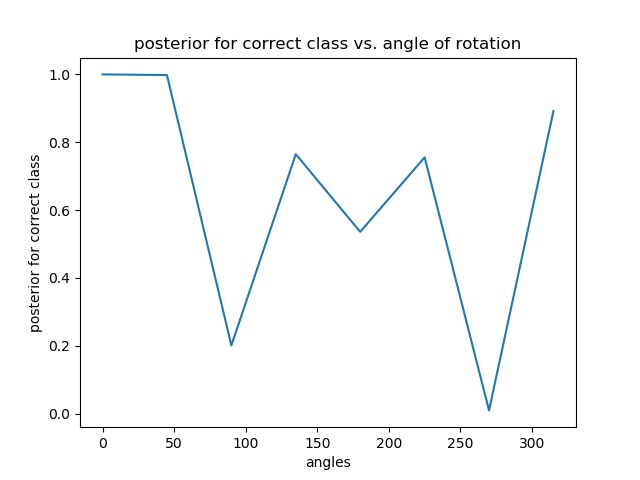 posterior for correct class vs. angle of rotation
1.0
0.8
0.6
0.4
0.2
0.0
posterior for correct class
0 50 100 150 200 250 300
angles